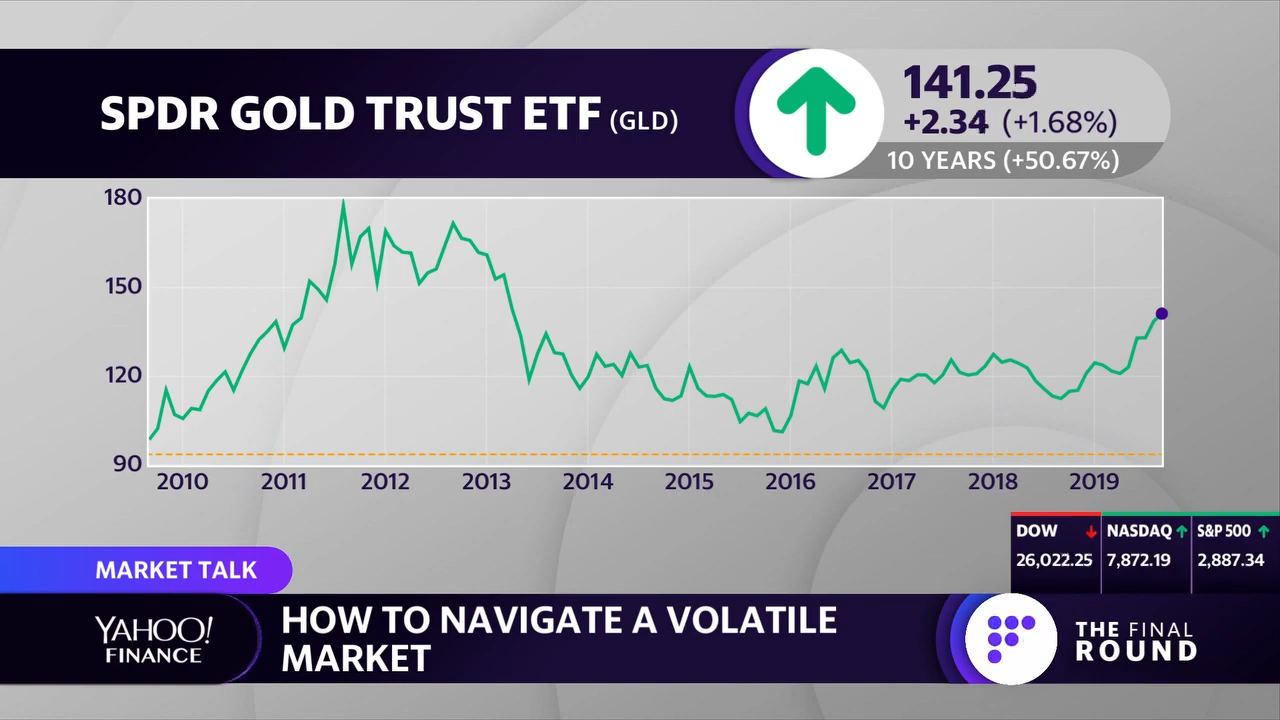 SPDR GOLD TRUST ETF (GLD)
141.25
+2.34 (+1.68%)
10 YEARS (+50.67%)
180
150
120
90
2010 2011 2012 2013 2014 2015 2016 2017 2018 2019
DOW NASDAQ S&P 500
26,022.25 7,872.19 2,887.34
MARKET TALK
YAHOO!
FINANCE
HOW TO NAVIGATE A VOLATILE
MARKET
THE FINAL
ROUND